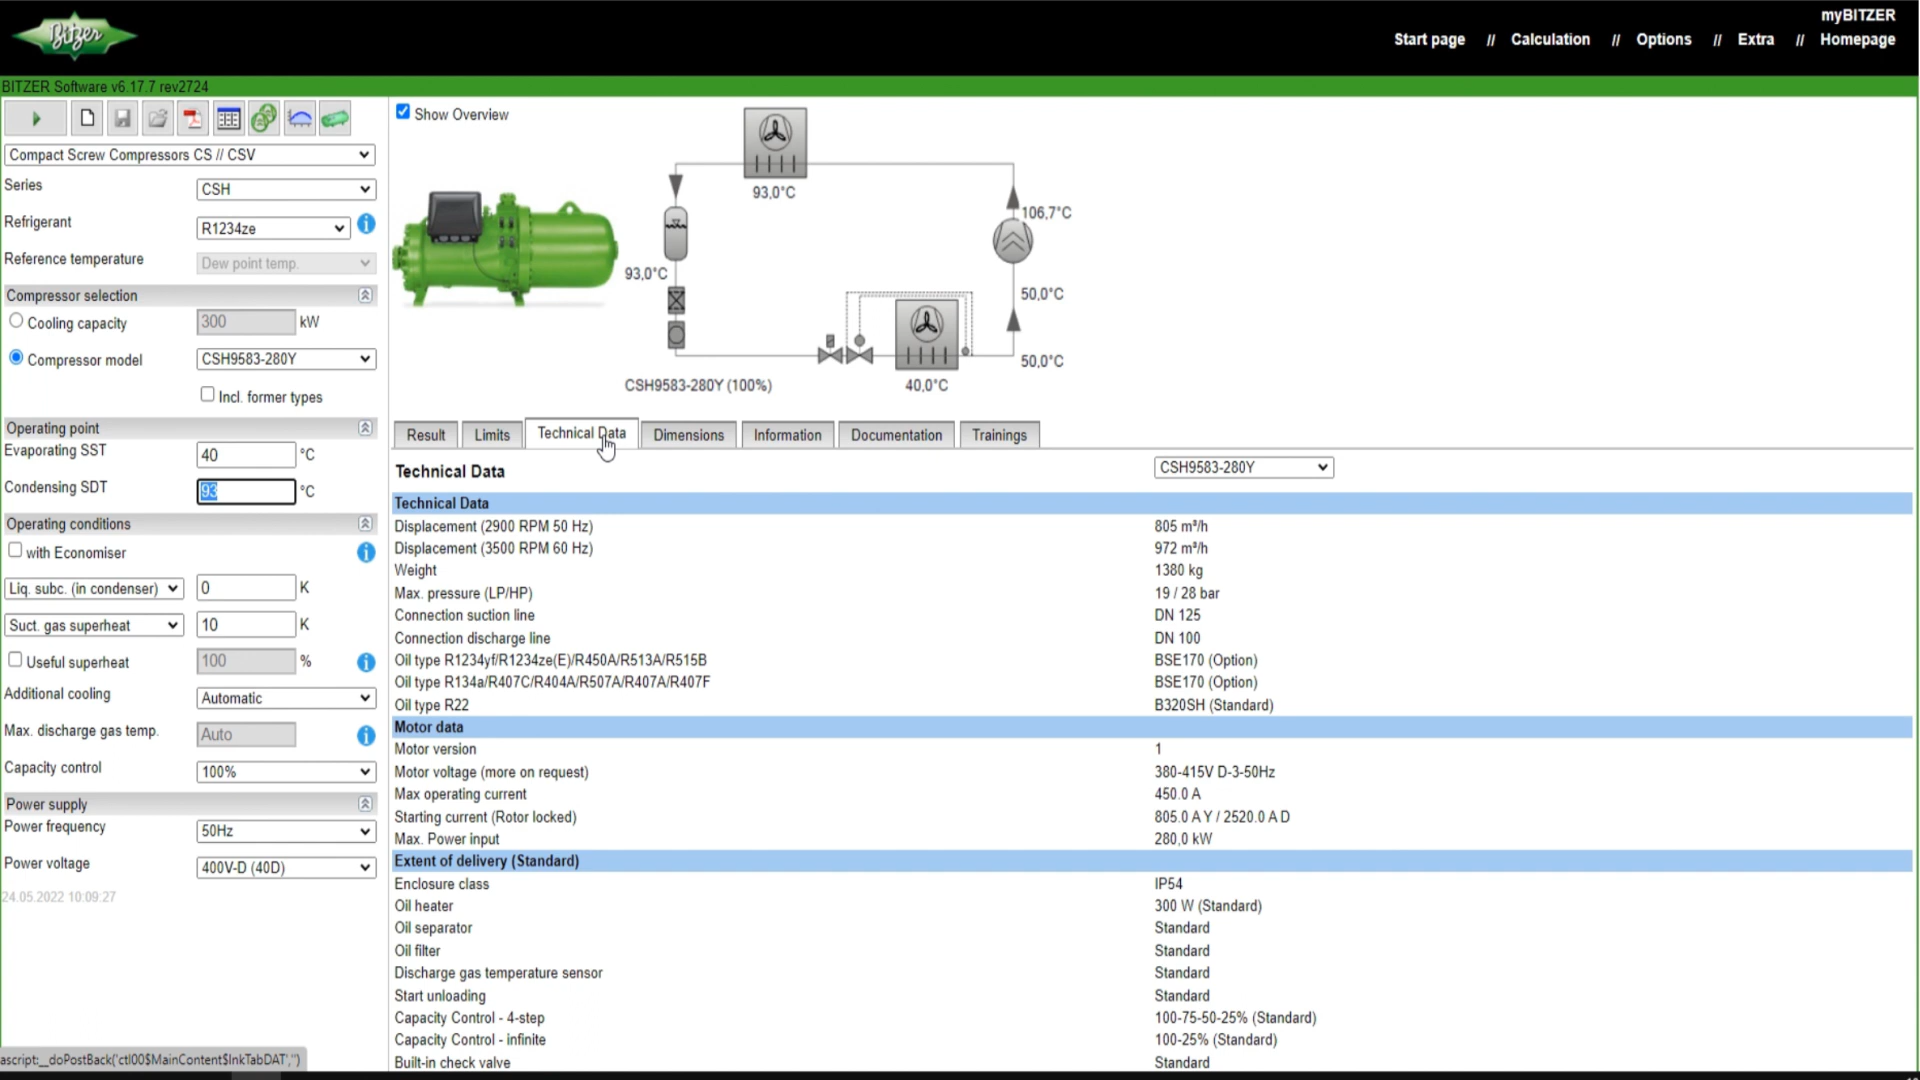 Bitzer
myBITZER
Start page // Calculation // Options // Extra // Homepage
BITZER Software v6.17.7 rev2724
Compact Screw Compressors CS // CSV
Series CSH
Refrigerant R1234ze
Reference temperature Dew point temp.
Compressor selection
Cooling capacity 300 kW
Compressor model CSH9583-280Y
Incl. former types
Operating point
Evaporating SST 40 °C
Condensing SDT 93 °C
Operating conditions
with Economiser
Liq. subc. (in condenser) 0 K
Suct. gas superheat 10 K
Useful superheat 100 %
Additional cooling Automatic
Max. discharge gas temp. Auto
Capacity control 100%
Power supply
Power frequency 50Hz
Power voltage 400V-D (40D)
24.05.2022 10:09:27
Show Overview
93,0°C
106,7°C
93,0°C
50,0°C
50,0°C
CSH9583-280Y (100%)
40,0°C
Result Limits Technical Data Dimensions Information Documentation Trainings
Technical Data CSH9583-280Y
Technical Data
Displacement (2900 RPM 50 Hz) 805 m³/h
Displacement (3500 RPM 60 Hz) 972 m³/h
Weight 1380 kg
Max. pressure (LP/HP) 19 / 28 bar
Connection suction line DN 125
Connection discharge line DN 100
Oil type R1234yf/R1234ze(E)/R450A/R513A/R515B BSE170 (Option)
Oil type R134a/R407C/R404A/R507A/R407A/R407F BSE170 (Option)
Oil type R22 B320SH (Standard)
Motor data
Motor version 1
Motor voltage (more on request) 380-415V D-3-50Hz
Max operating current 450.0 A
Starting current (Rotor locked) 805.0 A Y / 2520.0 A D
Max. Power input 280,0 kW
Extent of delivery (Standard)
Enclosure class IP54
Oil heater 300 W (Standard)
Oil separator Standard
Oil filter Standard
Discharge gas temperature sensor Standard
Start unloading Standard
Capacity Control - 4-step 100-75-50-25% (Standard)
Capacity Control - infinite 100-25% (Standard)
Built-in check valve Standard
ascript:__doPostBack('ctl00$MainContent$lnkTabDAT','')